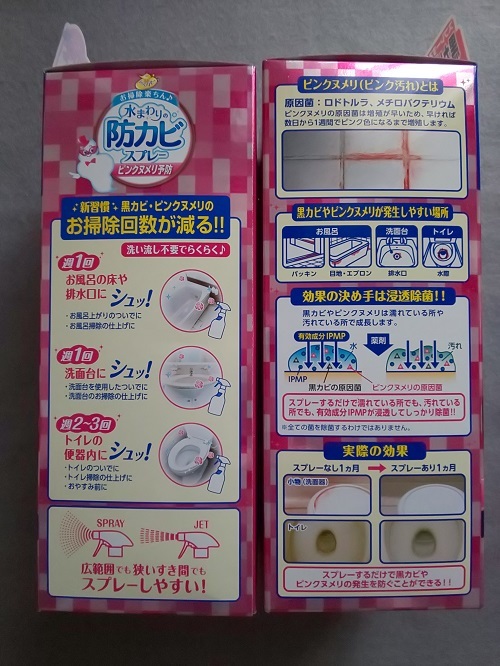 お掃除楽ちん♪
水まわりの
防カビ
スプレー
ピンクヌメリ予防
新習慣 黒カビ・ピンクヌメリの
お掃除回数が減る!!
洗い流し不要でらくらく♪
週1回
お風呂の床や
排水口に シュッ!
・お風呂上がりのついでに
・お風呂掃除の仕上げに
週1回
洗面台に シュッ!
・洗面台を使用したついでに
・洗面台のお掃除の仕上げに
週2~3回
トイレの
便器内に シュッ!
・トイレのついでに
・トイレ掃除の仕上げに
・おやすみ前に
SPRAY JET
広範囲でも狭いすき間でも
スプレーしやすい!
ピンクヌメリ(ピンク汚れ)とは
原因菌:ロドトルラ、メチロバクテリウム
ピンクヌメリの原因菌は増殖が早いため、早ければ
数日から1週間でピンク色になるまで増殖します。
黒カビやピンクヌメリが発生しやすい場所
お風呂 洗面台 トイレ
パッキン 目地・エプロン 排水口 水際
効果の決め手は浸透除菌!!
黒カビやピンクヌメリは濡れている所や
汚れている所で成長します。
有効成分IPMP 水 薬剤 汚れ
IPMP
黒カビの原因菌 ピンクヌメリの原因菌
スプレーするだけで濡れている所でも、汚れている
所でも、有効成分IPMPが浸透してしっかり除菌!!
※全ての菌を除菌するわけではありません。
実際の効果
スプレーなし1ヵ月 スプレーあり1ヵ月
小物(洗面器)
トイレ
スプレーするだけで黒カビや
ピンクヌメリの発生を防ぐことができる!!